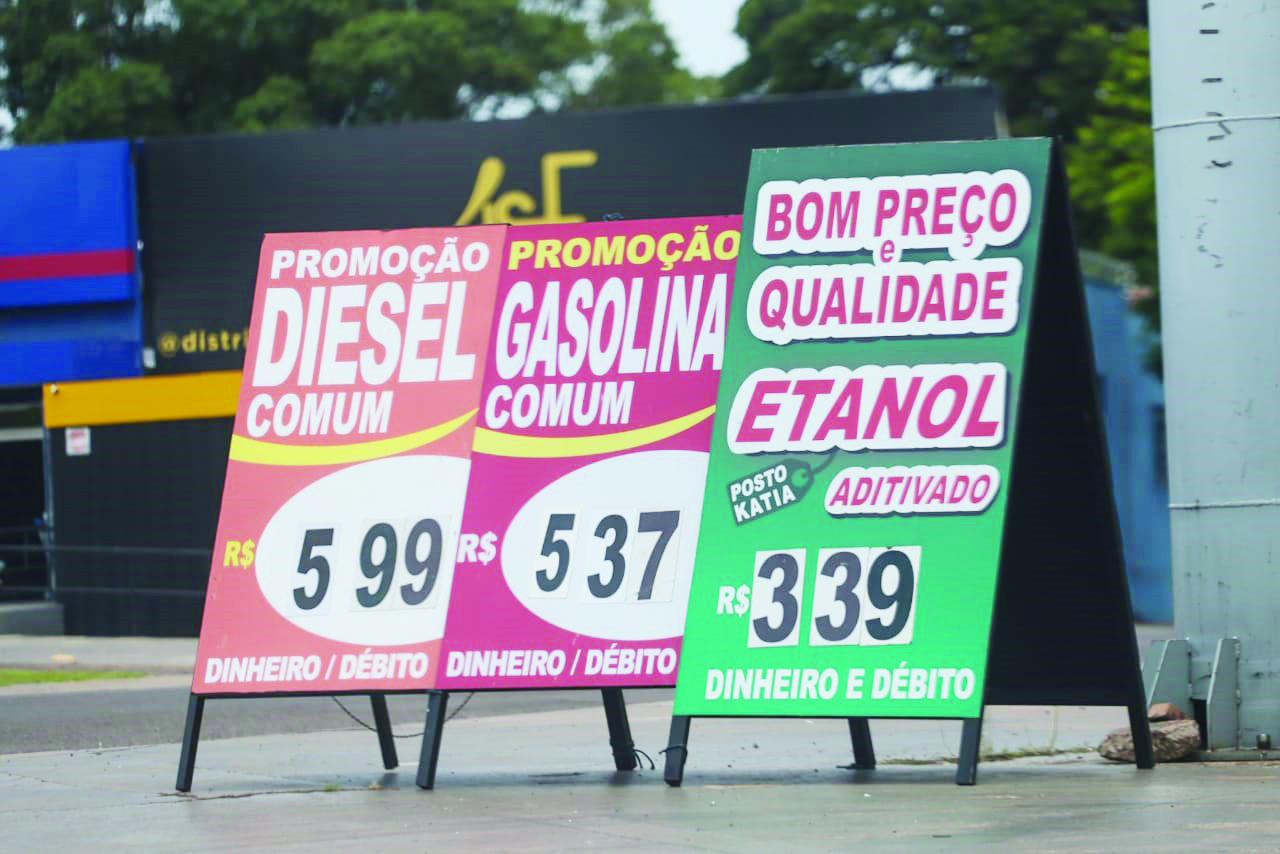 PROMOÇÃO
DIESEL
COMUM
R$ 5 99
DINHEIRO / DÉBITO
PROMOÇÃO
GASOLINA
COMUM
R$ 5 37
DINHEIRO / DÉBITO
BOM PREÇO
e
QUALIDADE
ETANOL
ADITIVADO
POSTO
KATIA
R$ 3 39
DINHEIRO E DÉBITO
@distri